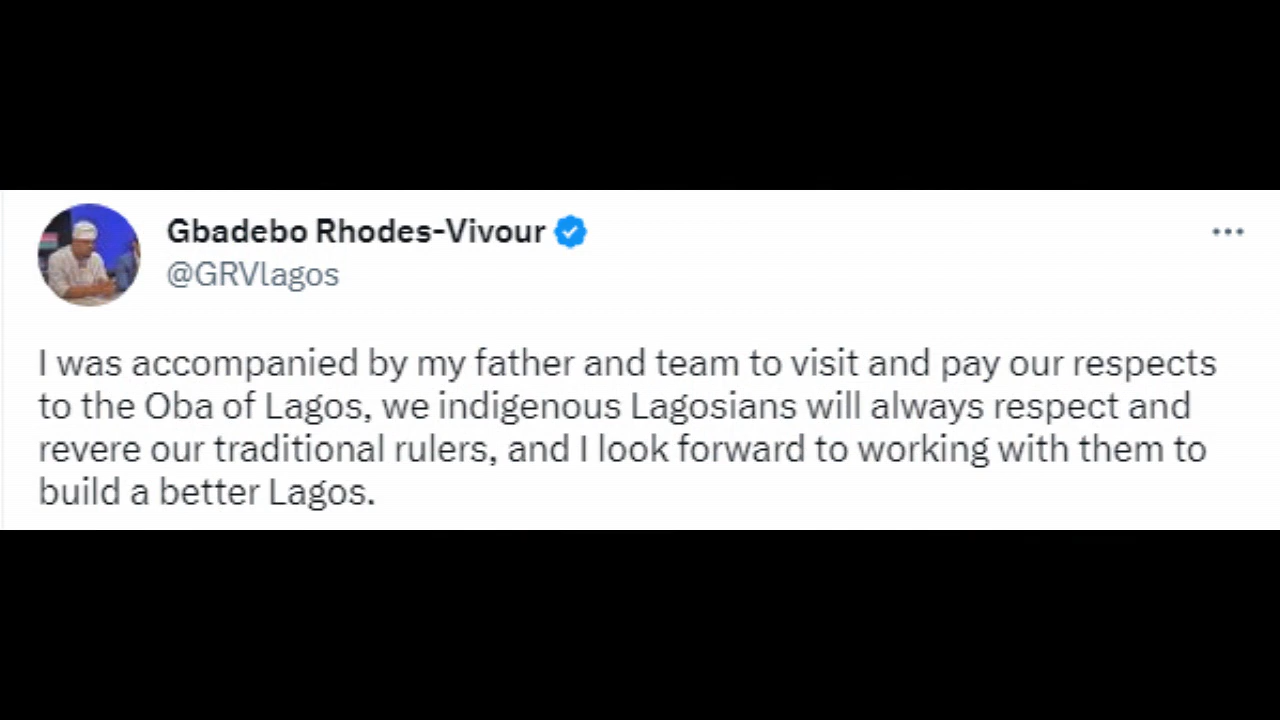 Gbadebo Rhodes-Vivour
@GRVlagos
I was accompanied by my father and team to visit and pay our respects
to the Oba of Lagos, we indigenous Lagosians will always respect and
revere our traditional rulers, and I look forward to working with them to
build a better Lagos.